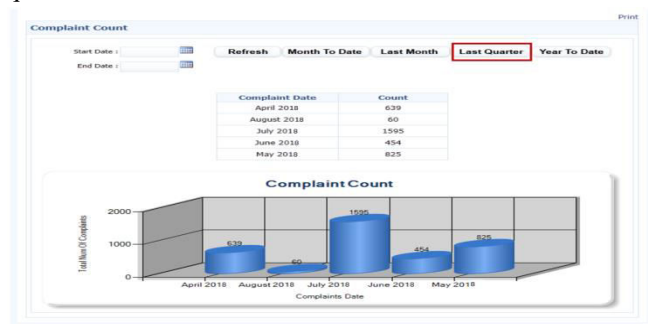 Print
Complaint Count
Start Date : Refresh Month To Date Last Month Last Quarter Year To Date
End Date :
Complaint Date Count
April 2018 639
August 2018 60
July 2018 1595
June 2018 454
May 2018 825
Complaint Count
Total Num Of Complaints
2000
1000
0
639
60
1595
454
825
April 2018 August 2018 July 2018 June 2018 May 2018
Complaints Date